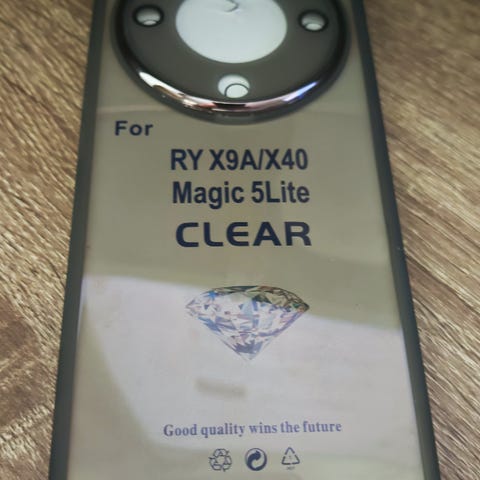 For
RY X9A/X40
Magic 5Lite
CLEAR
Good quality wins the future